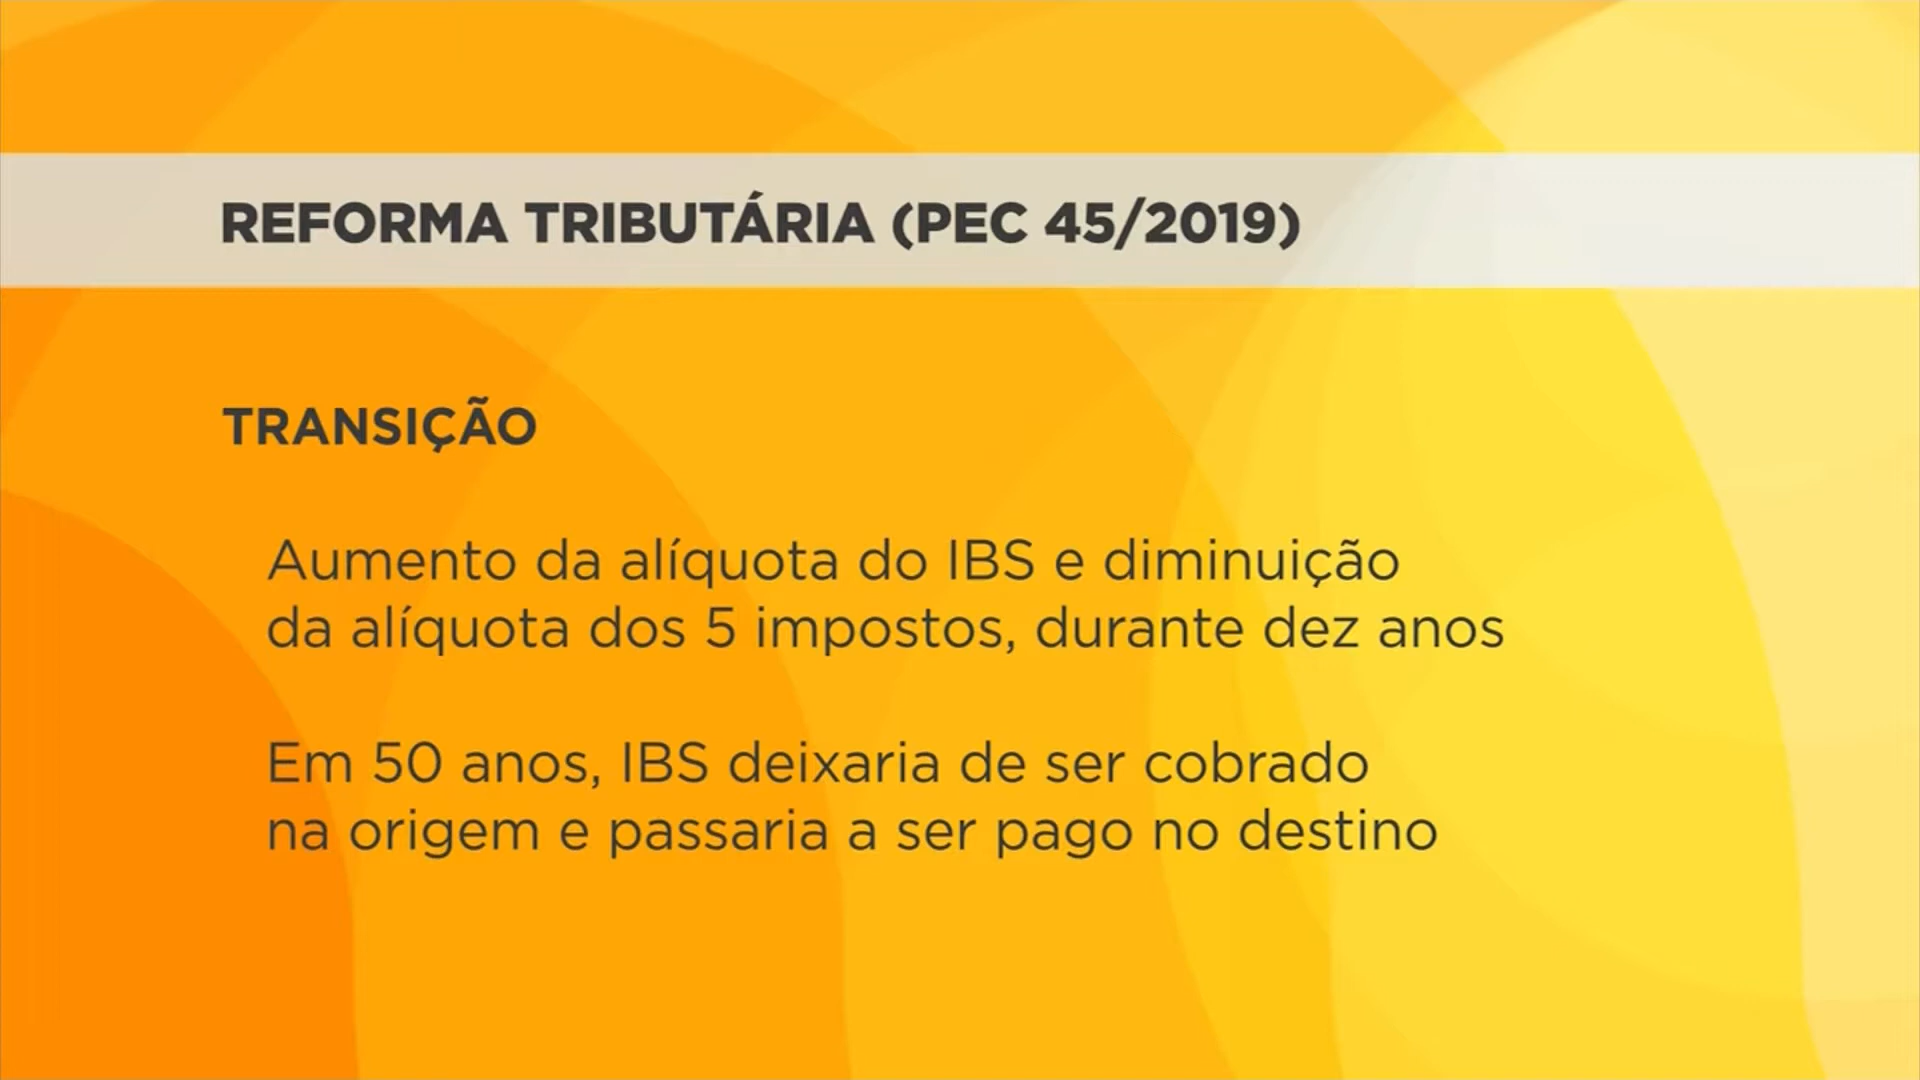 REFORMA TRIBUTÁRIA (PEC 45/2019)
TRANSIÇÃO
Aumento da alíquota do IBS e diminuição
da alíquota dos 5 impostos, durante dez anos
Em 50 anos, IBS deixaria de ser cobrado
na origem e passaria a ser pago no destino